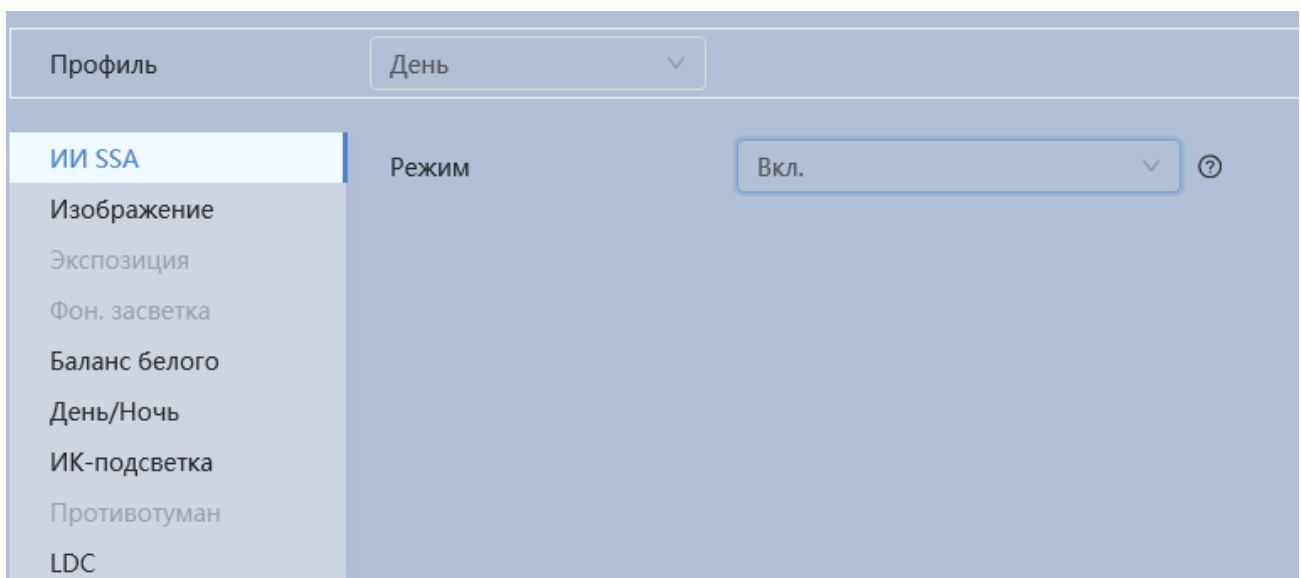 Профиль
День
ИИ SSA
Режим
Вкл.
Изображение
Экспозиция
Фон. засветка
Баланс белого
День/Ночь
ИК-подсветка
Противотуман
LDC